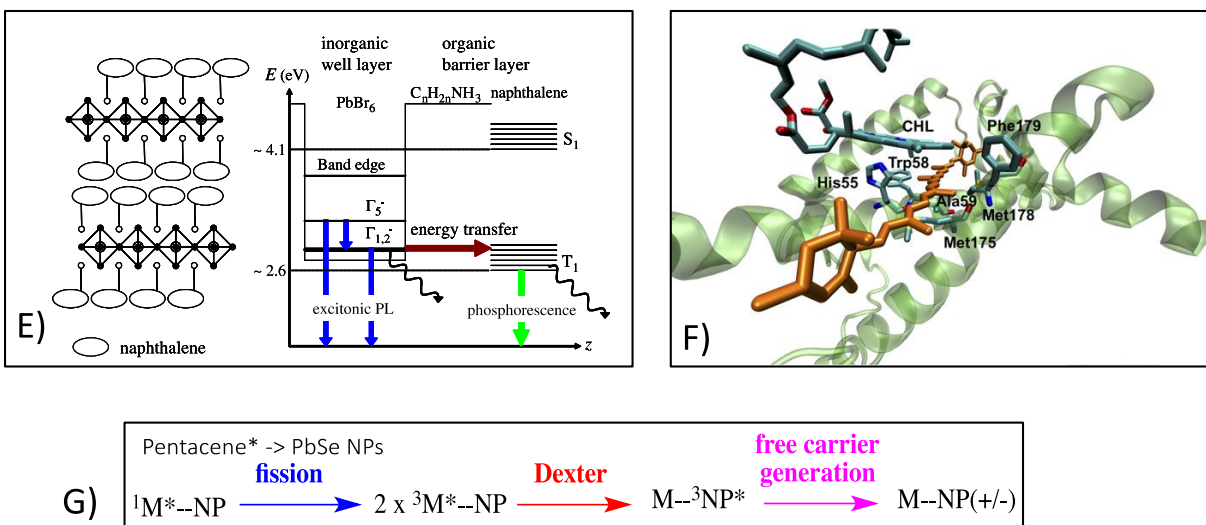 inorganic
well layer
organic
barrier layer
E (eV)
PbBr₆
CₙH₂ₙNH₃
naphthalene
S₁
~ 4.1
Band edge
Γ₅⁻
Γ₁,₂⁻
energy transfer
T₁
~ 2.6
excitonic PL
phosphorescence
z
E)
naphthalene
CHL
Phe179
Trp58
His55
Ala59
Met178
Met175
F)
Pentacene* -> PbSe NPs
fission
Dexter
free carrier
generation
G)
¹M*--NP
2 x ³M*--NP
M--³NP*
M--NP(+/-)